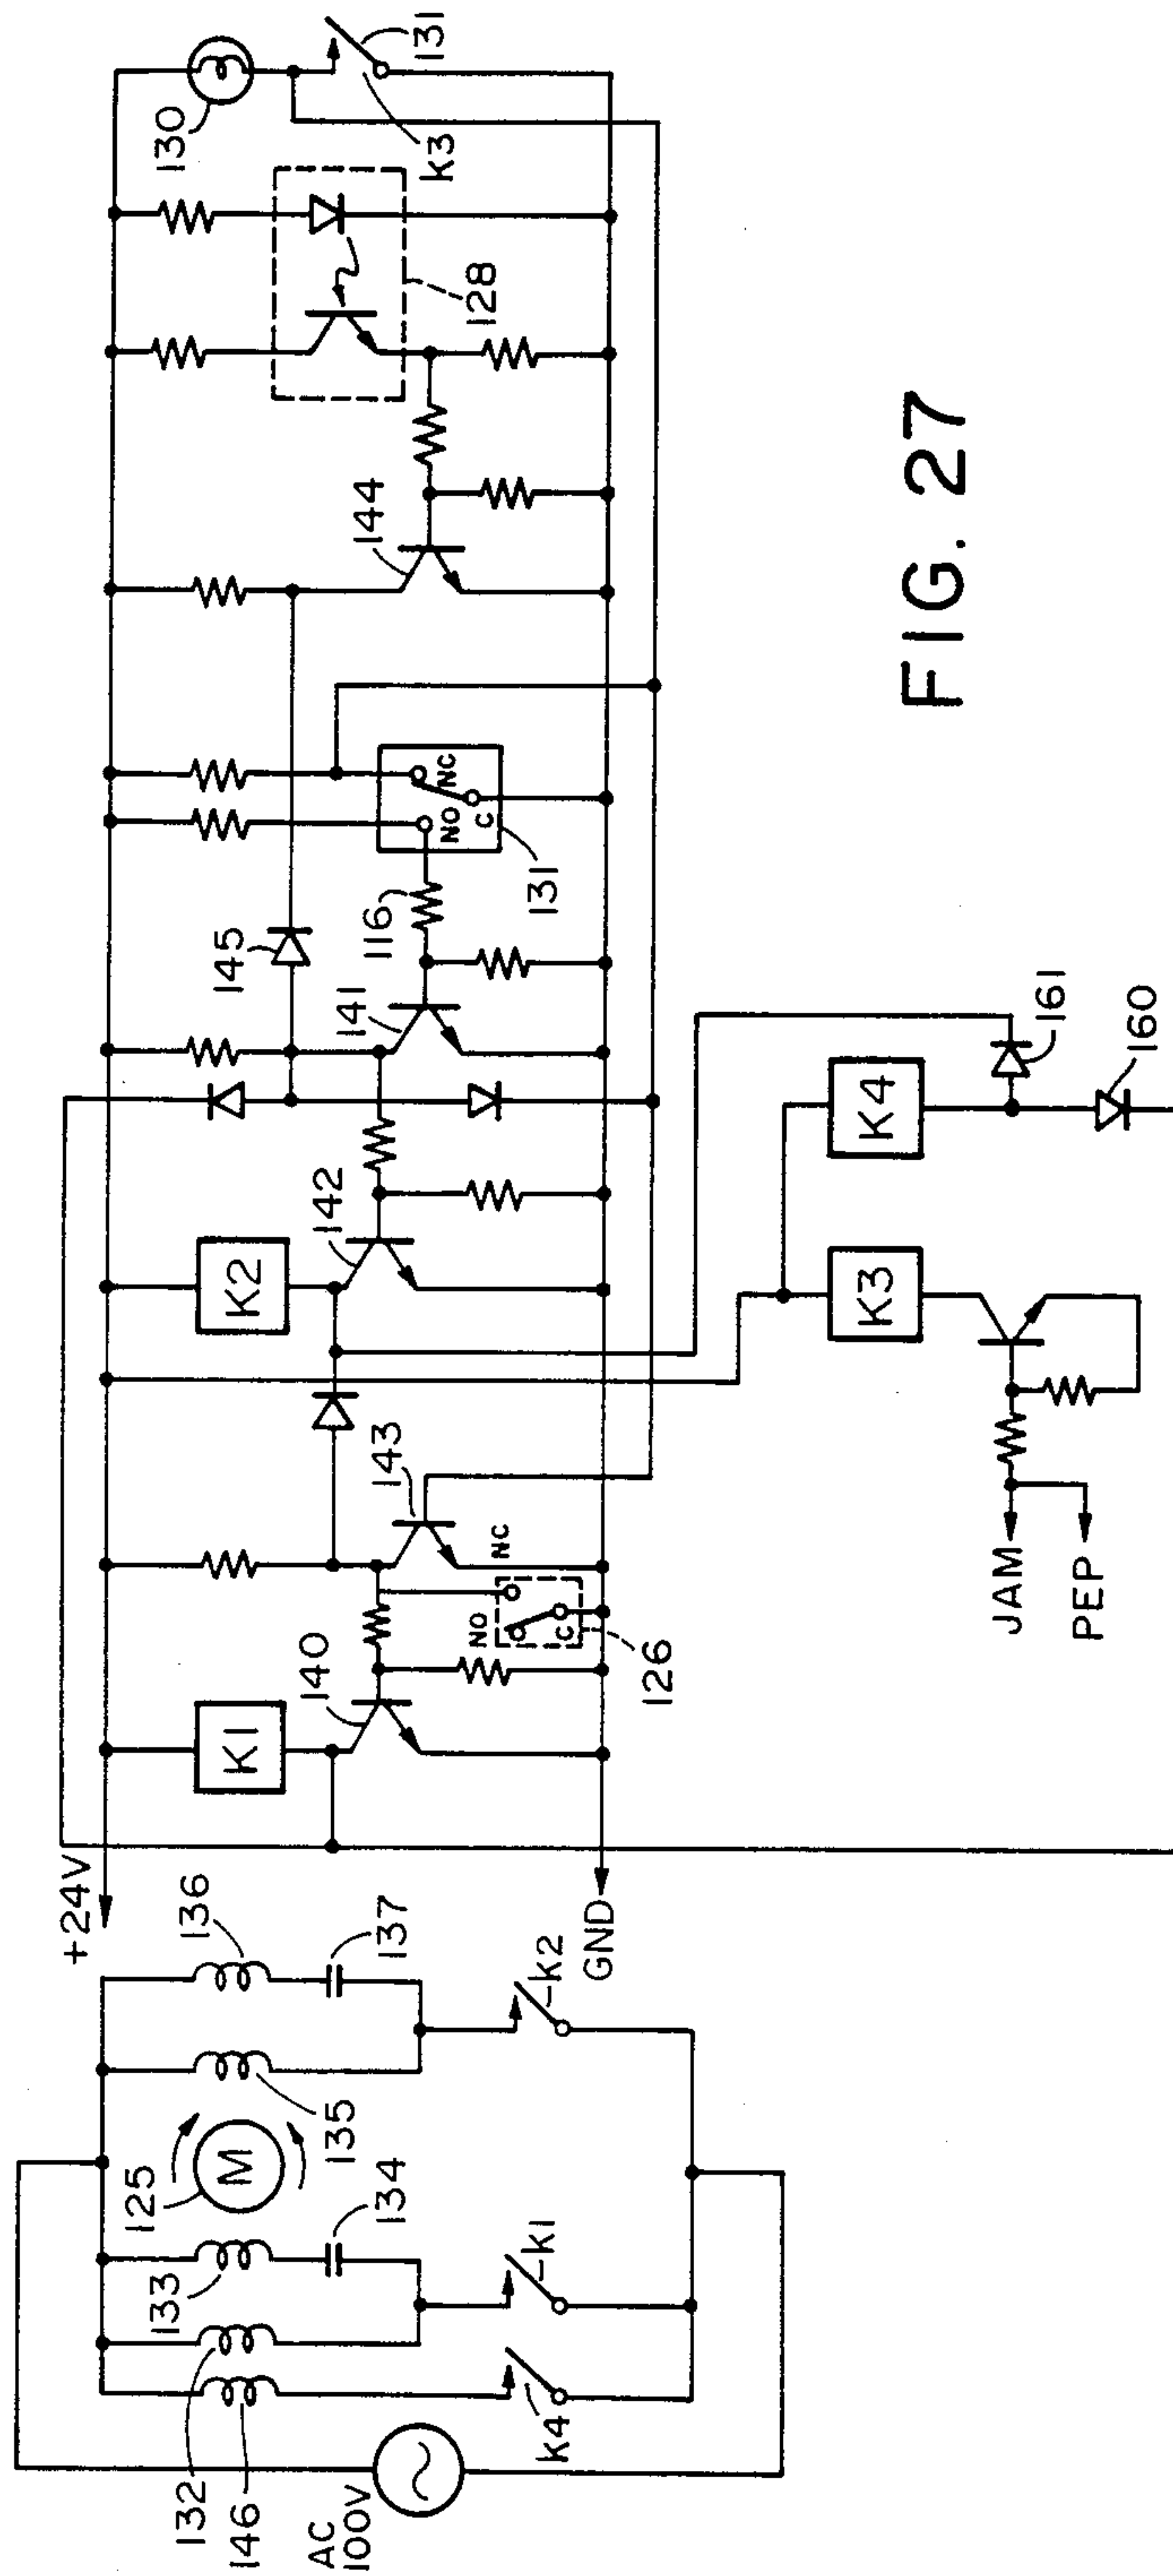 AC
100V
146
132
133
134
125
M
135
136
137
k4
-k1
-k2
+24V
GND
K1
140
126
NO
C
NC
143
K2
142
141
145
116
NO
NC
C
131
144
128
130
k3
131
JAM
PEP
K3
K4
161
160
FIG. 27